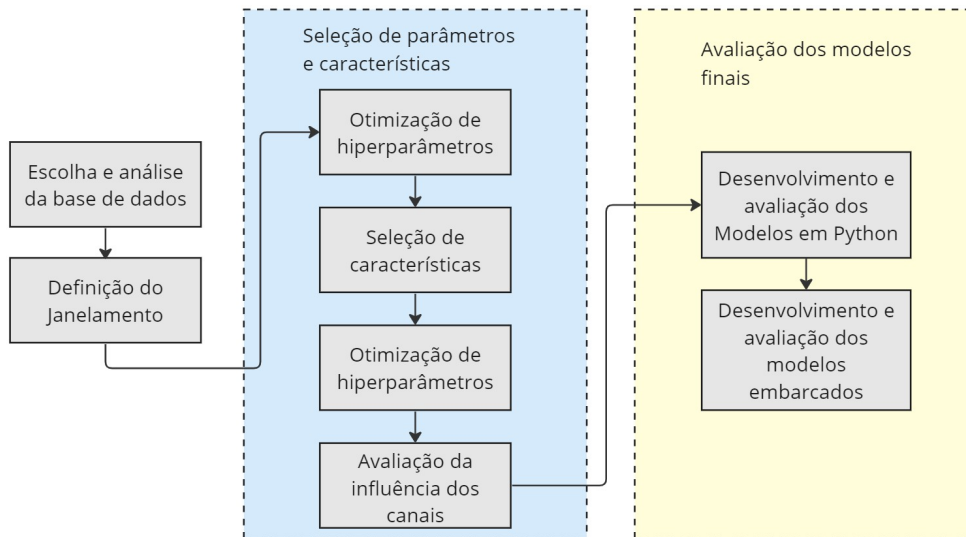 Escolha e análise
da base de dados
Definição do
Janelamento
Seleção de parâmetros
e características
Otimização de
hiperparâmetros
Seleção de
características
Otimização de
hiperparâmetros
Avaliação da
influência dos
canais
Avaliação dos modelos
finais
Desenvolvimento e
avaliação dos
Modelos em Python
Desenvolvimento e
avaliação dos
modelos
embarcados